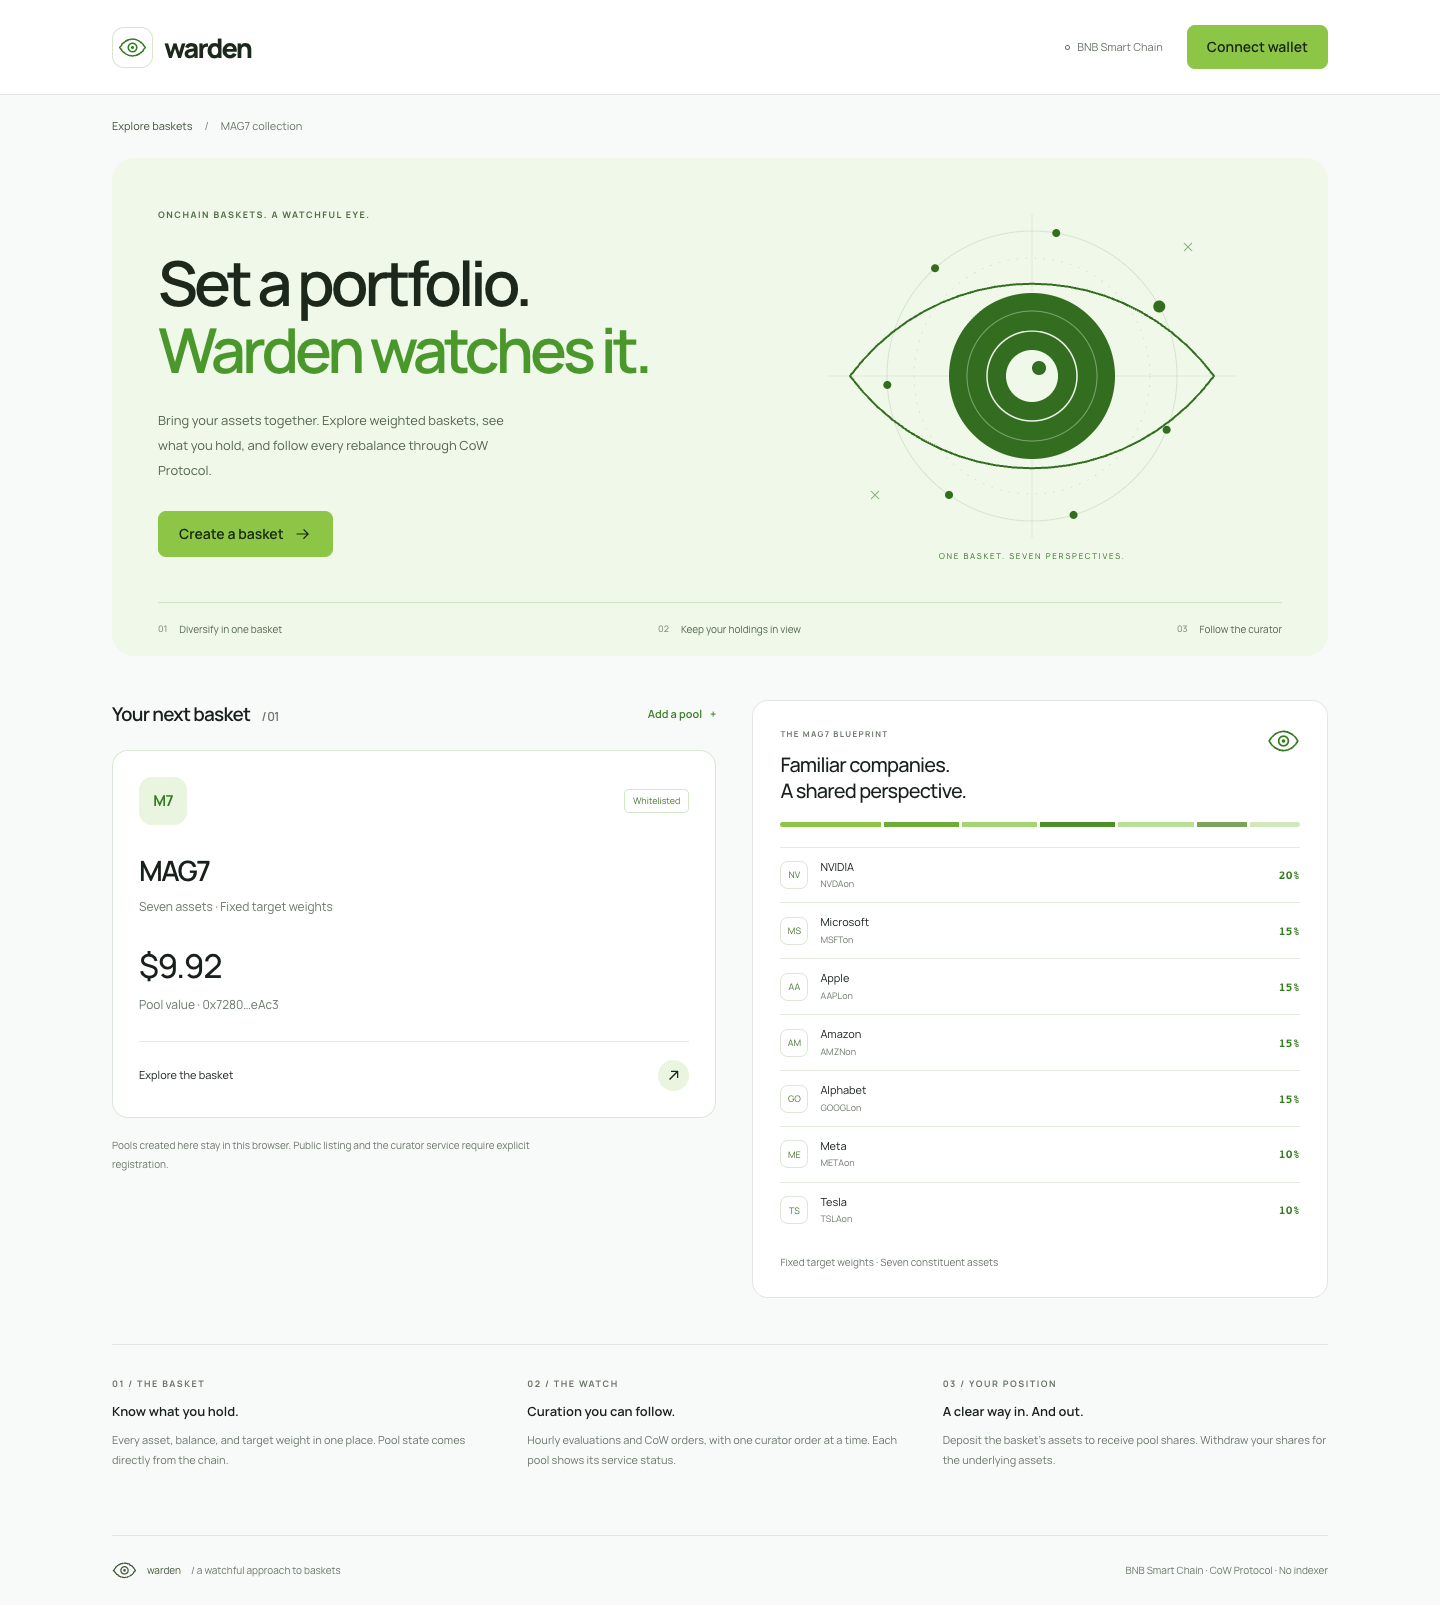 warden
BNB Smart Chain
Connect wallet
Explore baskets / MAG7 collection
ONCHAIN BASKETS. A WATCHFUL EYE.
Set a portfolio.
Warden watches it.
Bring your assets together. Explore weighted baskets, see
what you hold, and follow every rebalance through CoW
Protocol.
Create a basket →
ONE BASKET. SEVEN PERSPECTIVES.
01 Diversify in one basket
02 Keep your holdings in view
03 Follow the curator
Your next basket / 01
Add a pool +
M7
Whitelisted
MAG7
Seven assets · Fixed target weights
$9.92
Pool value · 0x7280…eAc3
Explore the basket
Pools created here stay in this browser. Public listing and the curator service require explicit
registration.
THE MAG7 BLUEPRINT
Familiar companies.
A shared perspective.
NV NVIDIA 20%
NVDAon
MS Microsoft 15%
MSFTon
AA Apple 15%
AAPLon
AM Amazon 15%
AMZNon
GO Alphabet 15%
GOOGLon
ME Meta 10%
METAon
TS Tesla 10%
TSLAon
Fixed target weights · Seven constituent assets
01 / THE BASKET
Know what you hold.
Every asset, balance, and target weight in one place. Pool state comes
directly from the chain.
02 / THE WATCH
Curation you can follow.
Hourly evaluations and CoW orders, with one curator order at a time. Each
pool shows its service status.
03 / YOUR POSITION
A clear way in. And out.
Deposit the basket's assets to receive pool shares. Withdraw your shares for
the underlying assets.
warden / a watchful approach to baskets
BNB Smart Chain · CoW Protocol · No indexer